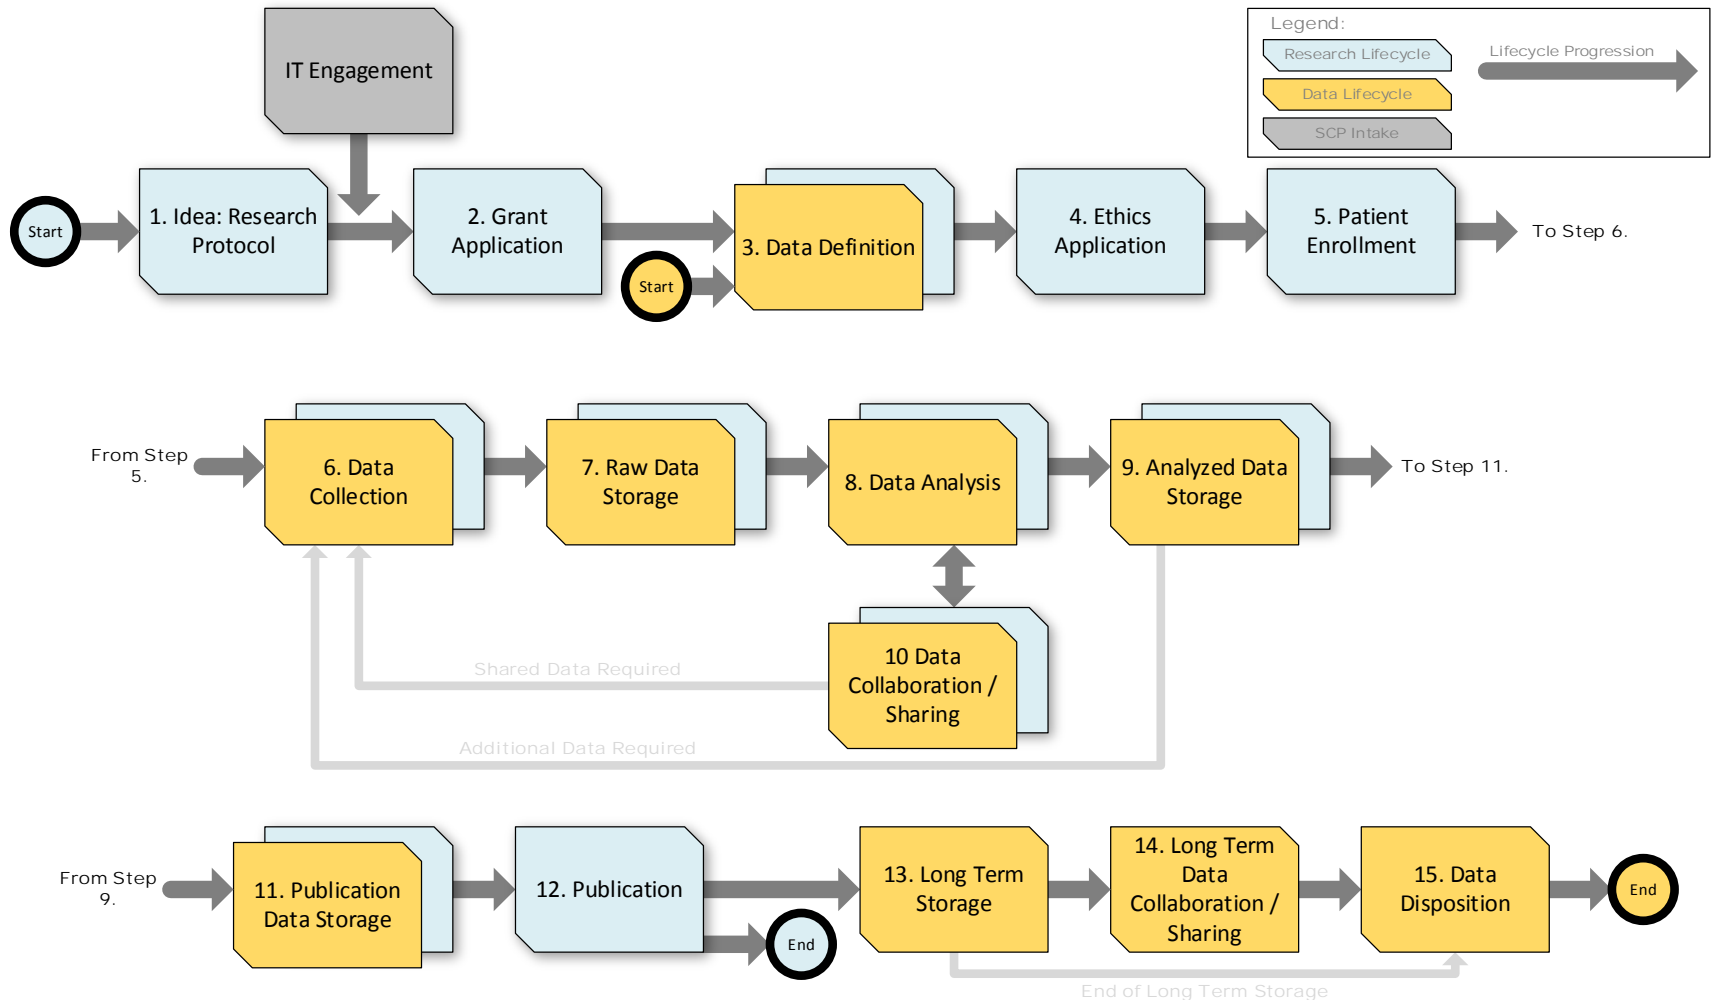 Legend:
Research Lifecycle
Lifecycle Progression
Data Lifecycle
SCP Intake
IT Engagement
Start
1. Idea: Research
Protocol
2. Grant
Application
Start
3. Data Definition
4. Ethics
Application
5. Patient
Enrollment
To Step 6.
From Step
5.
6. Data
Collection
7. Raw Data
Storage
8. Data Analysis
9. Analyzed Data
Storage
To Step 11.
10 Data
Collaboration /
Sharing
Shared Data Required
Additional Data Required
From Step
9.
11. Publication
Data Storage
12. Publication
End
13. Long Term
Storage
14. Long Term
Data
Collaboration /
Sharing
15. Data
Disposition
End
End of Long Term Storage